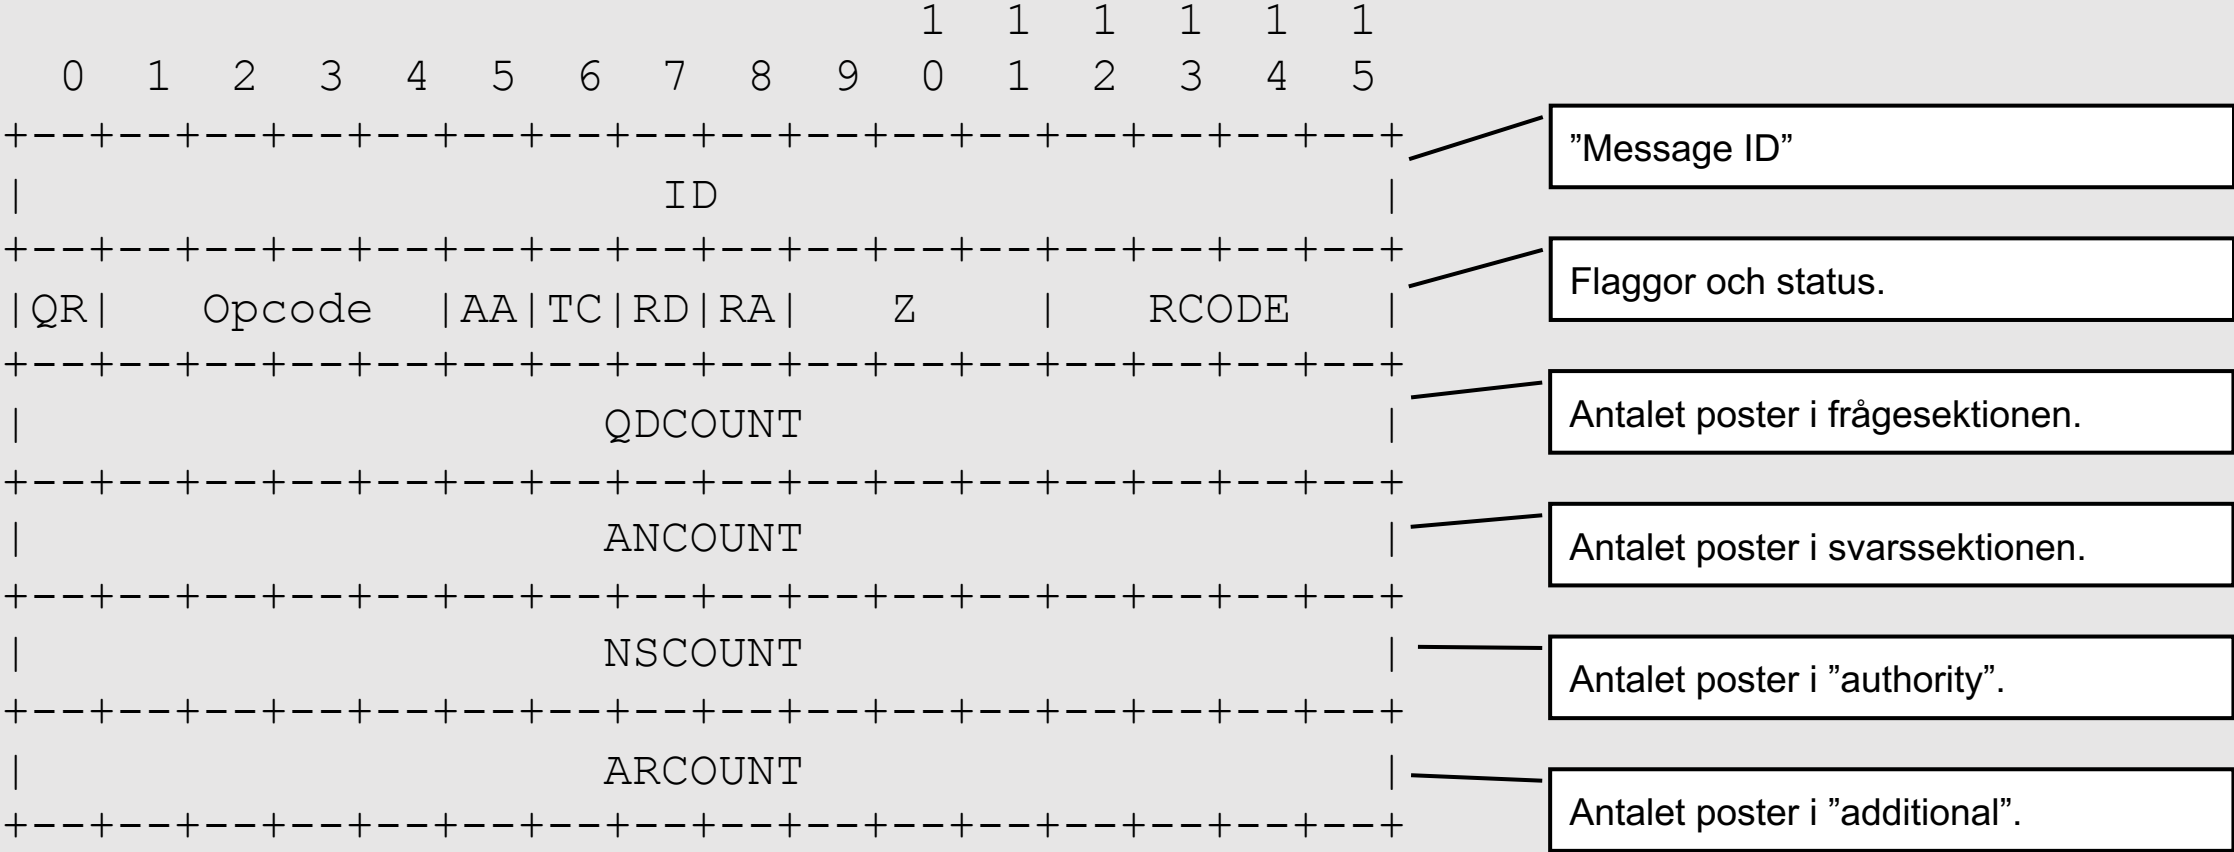 1   1   1   1   1   1
   0   1   2   3   4   5   6   7   8   9   0   1   2   3   4   5
+--+--+--+--+--+--+--+--+--+--+--+--+--+--+--+--+
”Message ID”
|                      ID                       |
+--+--+--+--+--+--+--+--+--+--+--+--+--+--+--+--+
|QR|   Opcode  |AA|TC|RD|RA|   Z    |   RCODE   |
Flaggor och status.
+--+--+--+--+--+--+--+--+--+--+--+--+--+--+--+--+
|                    QDCOUNT                    |
Antalet poster i frågesektionen.
+--+--+--+--+--+--+--+--+--+--+--+--+--+--+--+--+
|                    ANCOUNT                    |
Antalet poster i svarssektionen.
+--+--+--+--+--+--+--+--+--+--+--+--+--+--+--+--+
|                    NSCOUNT                    |
Antalet poster i ”authority”.
+--+--+--+--+--+--+--+--+--+--+--+--+--+--+--+--+
|                    ARCOUNT                    |
Antalet poster i ”additional”.
+--+--+--+--+--+--+--+--+--+--+--+--+--+--+--+--+